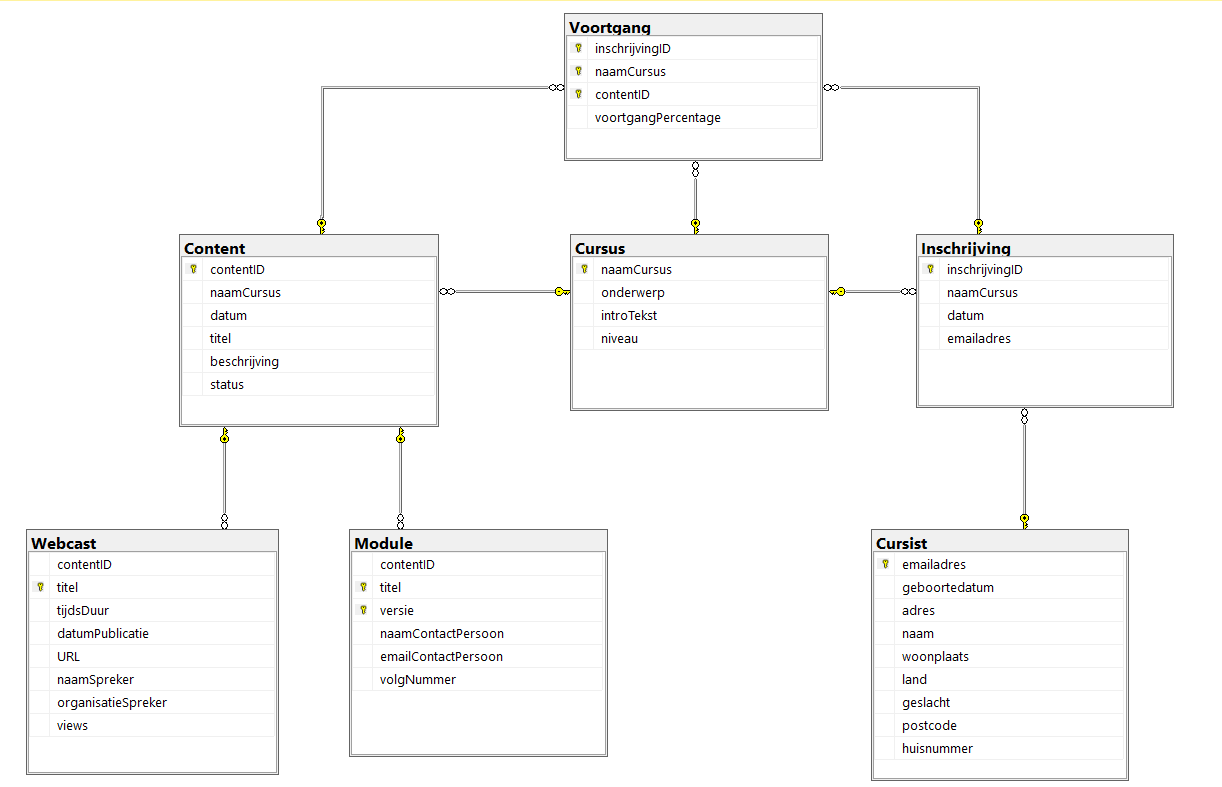 Voortgang
inschrijvingID
naamCursus
contentID
voortgangPercentage
Content
contentID
naamCursus
datum
titel
beschrijving
status
Cursus
naamCursus
onderwerp
introTekst
niveau
Inschrijving
inschrijvingID
naamCursus
datum
emailadres
Webcast
contentID
titel
tijdsDuur
datumPublicatie
URL
naamSpreker
organisatieSpreker
views
Module
contentID
titel
versie
naamContactPersoon
emailContactPersoon
volgNummer
Cursist
emailadres
geboortedatum
adres
naam
woonplaats
land
geslacht
postcode
huisnummer